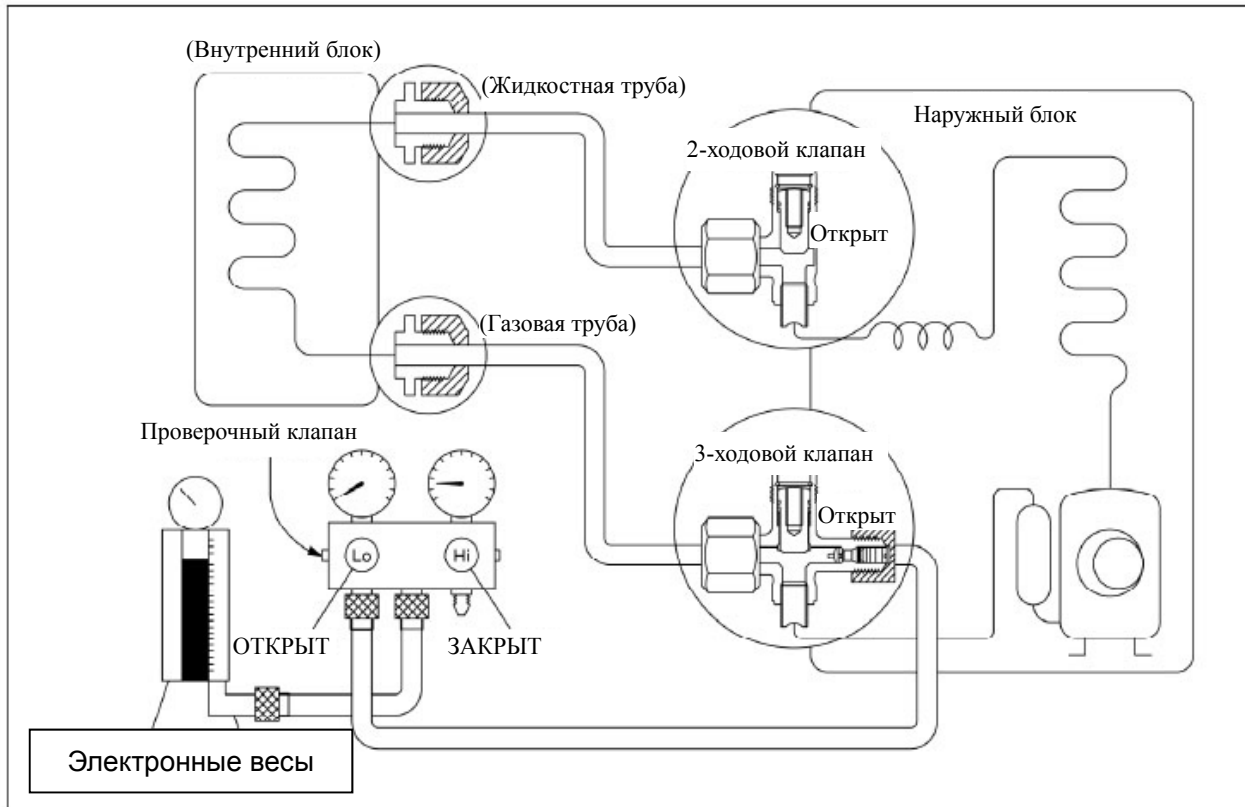 (Внутренний блок)
(Жидкостная труба)
Наружный блок
2-ходовой клапан
Открыт
(Газовая труба)
Проверочный клапан
3-ходовой клапан
Открыт
Lo
Hi
ОТКРЫТ
ЗАКРЫТ
Электронные весы